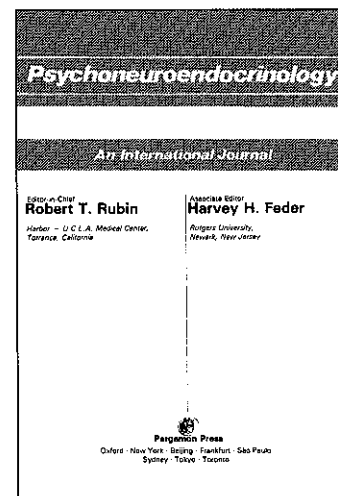 Psychoneuroendocrinology
An International Journal
Editor-in-Chief
Robert T. Rubin
Harbor – U C L.A. Medical Center,
Torrance, California
Associate Editor
Harvey H. Feder
Rutgers University,
Newark, New Jersey
Pergamon Press
Oxford · New York · Beijing · Frankfurt · São Paulo
Sydney · Tokyo · Toronto